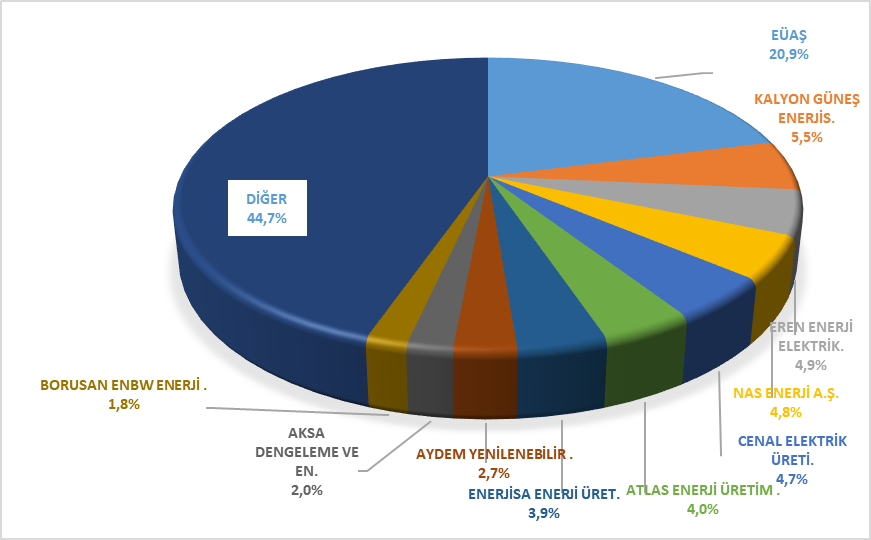 EÜAŞ
20,9%
KALYON GÜNEŞ
ENERJİS.
5,5%
EREN ENERJİ
ELEKTRİK.
4,9%
NAS ENERJİ A.Ş.
4,8%
CENAL ELEKTRİK
ÜRETİ.
4,7%
ATLAS ENERJİ ÜRETİM .
4,0%
ENERJİSA ENERJİ ÜRET.
3,9%
AYDEM YENİLENEBİLİR .
2,7%
AKSA
DENGELEME VE
EN.
2,0%
BORUSAN ENBW ENERJİ .
1,8%
DİĞER
44,7%